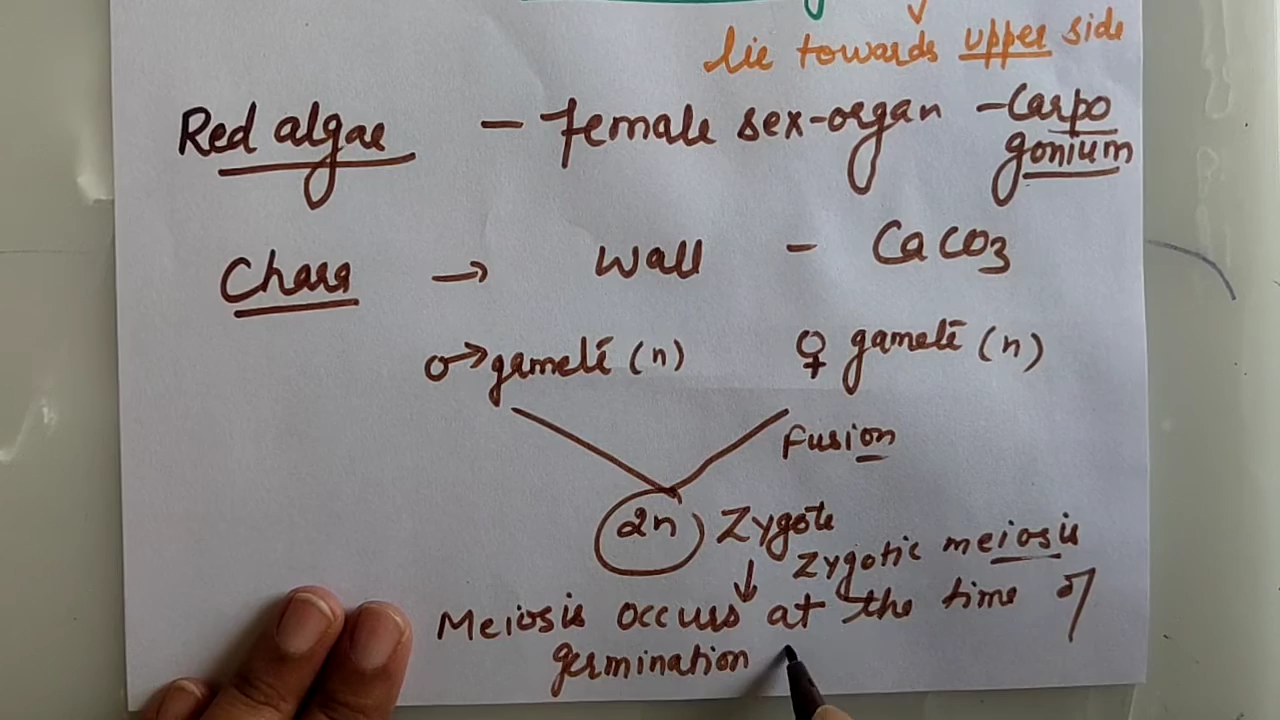 lie towards upper side
Red algae - female sex-organ - Carpo
gonium
Chara → wall - CaCO3
♂ gamete (n) ♀ gamete (n)
Fusion
2n Zygote
Zygotic meiosis
Meiosis occurs at the time of
germination